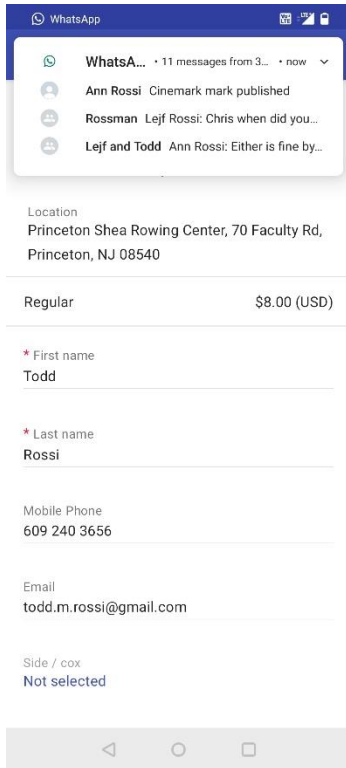 WhatsApp
WhatsA... • 11 messages from 3... • now
Ann Rossi Cinemark mark published
Rossman Lejf Rossi: Chris when did you...
Lejf and Todd Ann Rossi: Either is fine by...
Location
Princeton Shea Rowing Center, 70 Faculty Rd,
Princeton, NJ 08540
Regular $8.00 (USD)
* First name
Todd
* Last name
Rossi
Mobile Phone
609 240 3656
Email
todd.m.rossi@gmail.com
Side / cox
Not selected